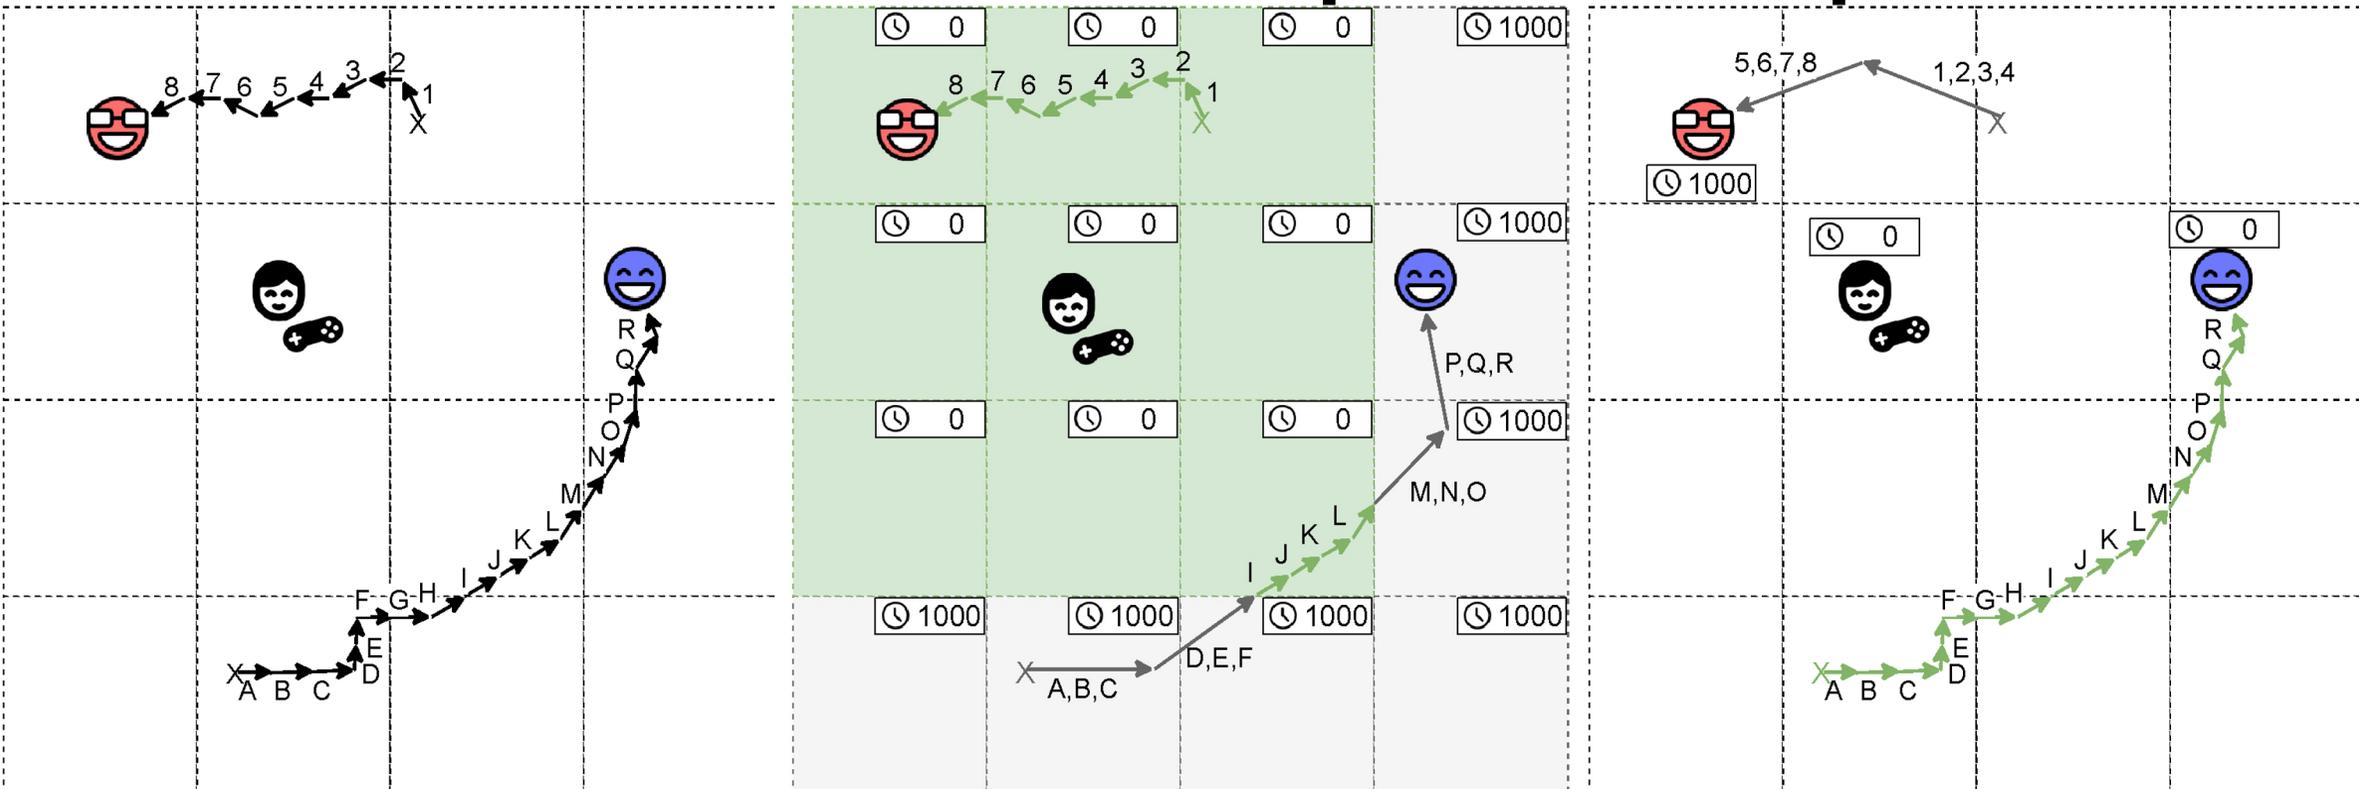 8 7 6 5 4 3 2 1
X
R
Q
P
O
N
M
L
K
J
I
F G H
E
X D
A B C
0 0 0 1000
8 7 6 5 4 3 2 1
X
0 0 0 1000
P,Q,R
0 0 0 1000
M,N,O
L
K
J
I
1000 1000 1000 1000
D,E,F
X
A,B,C
5,6,7,8 1,2,3,4
X
1000
0 0
R
Q
P
O
N
M
L
K
J
I
F G H
E
X D
A B C